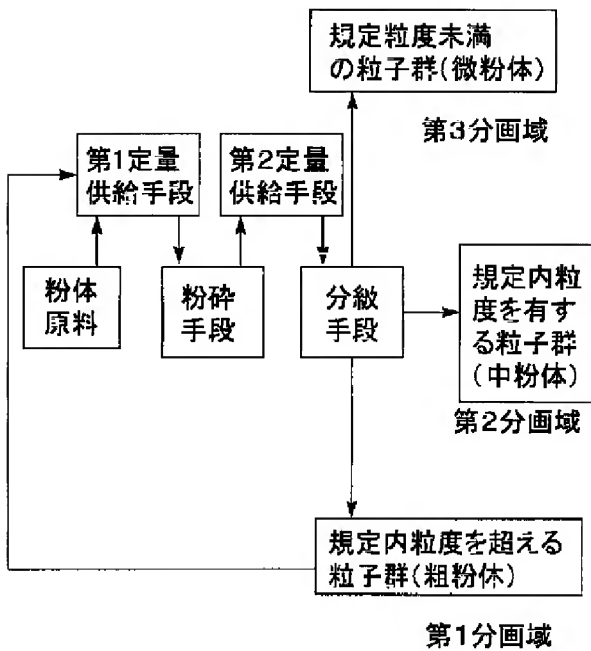 規定粒度未満
の粒子群(微粉体)
第3分画域
第1定量
供給手段
第2定量
供給手段
粉体
原料
粉砕
手段
分級
手段
規定内粒
度を有す
る粒子群
(中粉体)
第2分画域
規定内粒度を超える
粒子群(粗粉体)
第1分画域